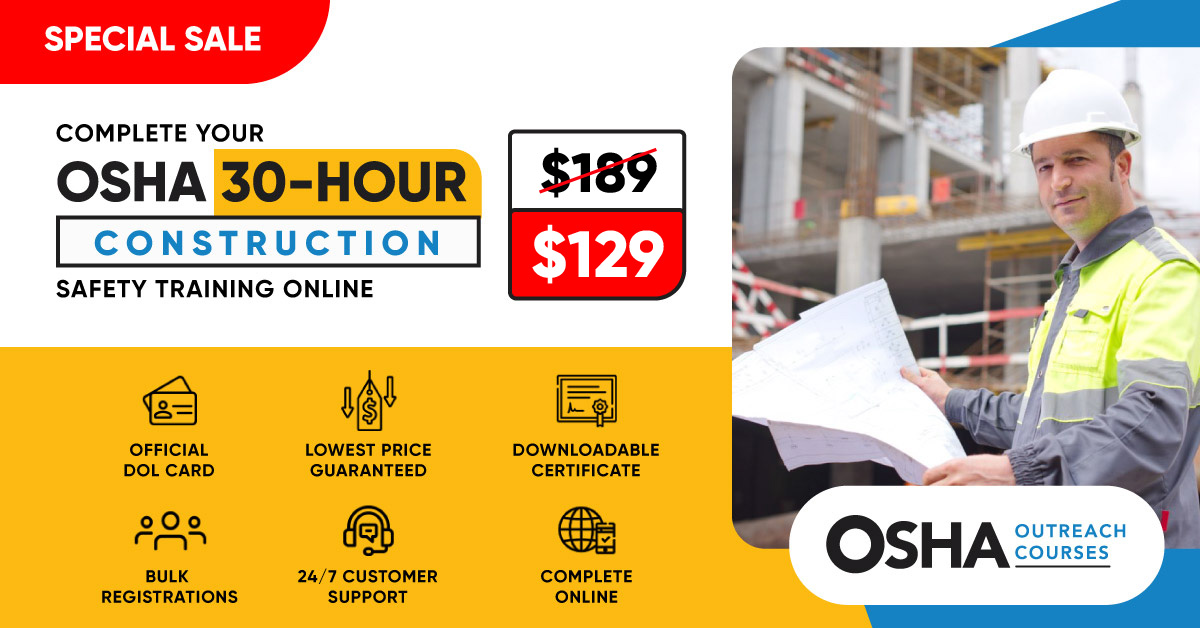 SPECIAL SALE
COMPLETE YOUR
OSHA 30-HOUR
CONSTRUCTION
SAFETY TRAINING ONLINE
$189
$129
OFFICIAL
DOL CARD
LOWEST PRICE
GUARANTEED
DOWNLOADABLE
CERTIFICATE
BULK
REGISTRATIONS
24/7 CUSTOMER
SUPPORT
COMPLETE
ONLINE
OSHA OUTREACH
COURSES